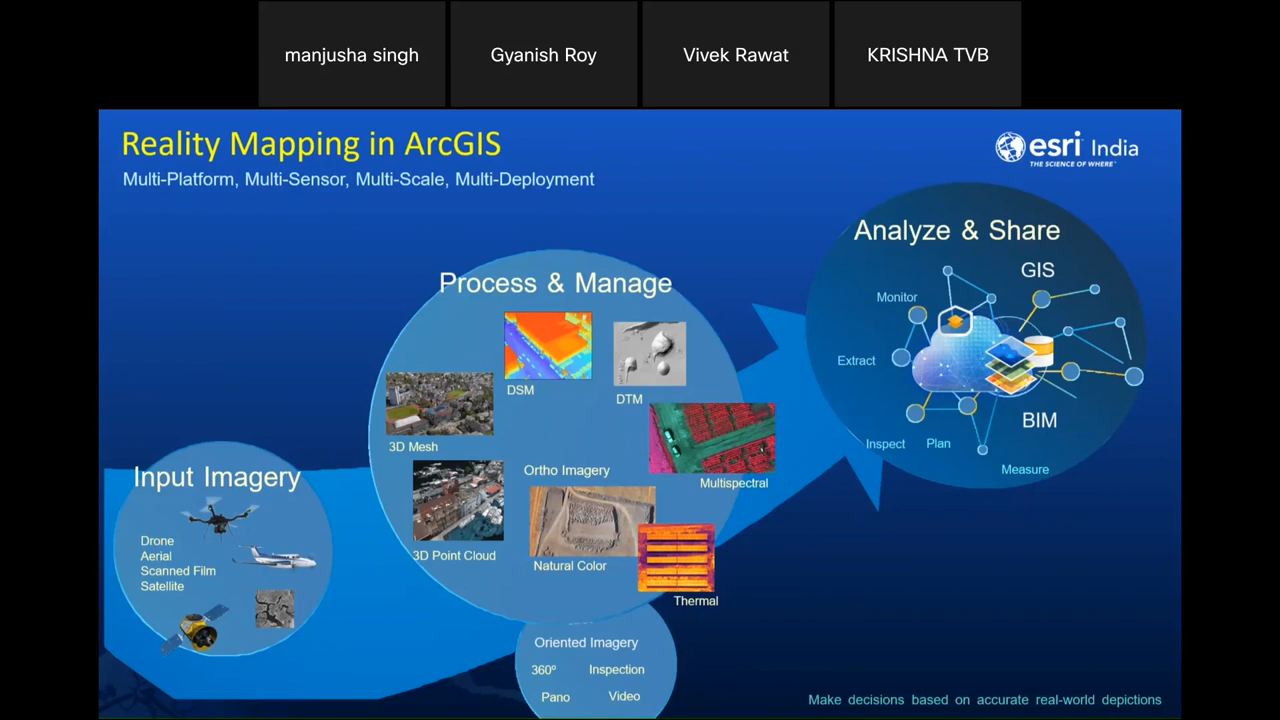 manjusha singh
Gyanish Roy
Vivek Rawat
KRISHNA TVB
Reality Mapping in ArcGIS
Multi-Platform, Multi-Sensor, Multi-Scale, Multi-Deployment
esri India
THE SCIENCE OF WHERE™
Input Imagery
Drone
Aerial
Scanned Film
Satellite
Process & Manage
DSM
DTM
3D Mesh
Ortho Imagery
Multispectral
3D Point Cloud
Natural Color
Thermal
Oriented Imagery
360º
Inspection
Pano
Video
Analyze & Share
GIS
Monitor
Extract
BIM
Inspect
Plan
Measure
Make decisions based on accurate real-world depictions